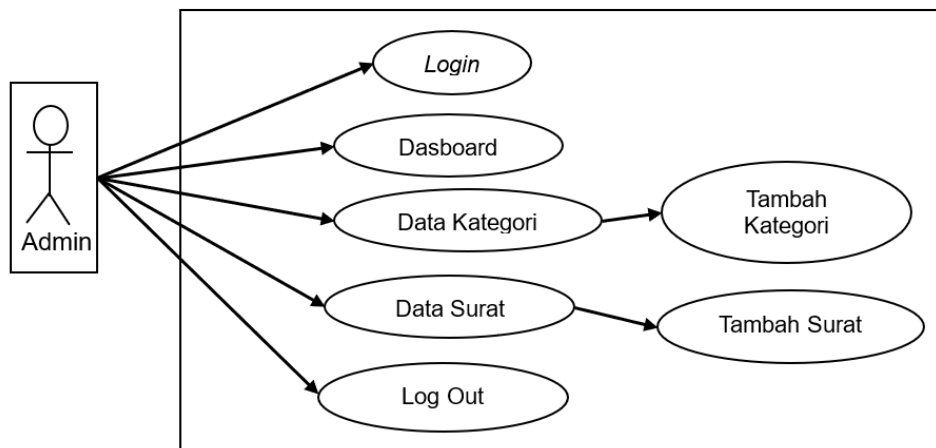 Login
Dasboard
Data Kategori
Tambah
Kategori
Admin
Data Surat
Tambah Surat
Log Out